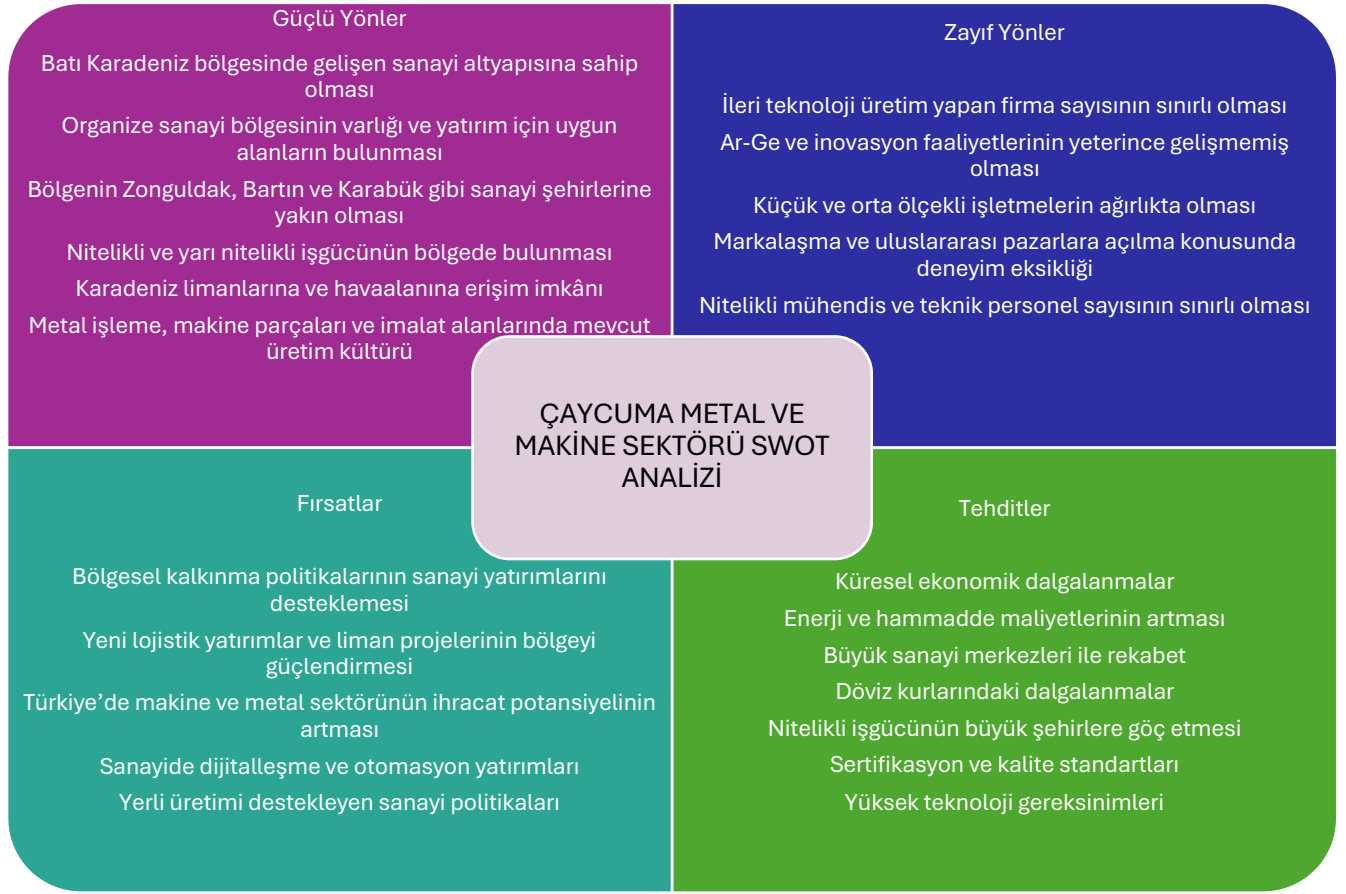 Güçlü Yönler
Batı Karadeniz bölgesinde gelişen sanayi altyapısına sahip
olması
Organize sanayi bölgesinin varlığı ve yatırım için uygun
alanların bulunması
Bölgenin Zonguldak, Bartın ve Karabük gibi sanayi şehirlerine
yakın olması
Nitelikli ve yarı nitelikli işgücünün bölgede bulunması
Karadeniz limanlarına ve havaalanına erişim imkânı
Metal işleme, makine parçaları ve imalat alanlarında mevcut
üretim kültürü
Zayıf Yönler
İleri teknoloji üretim yapan firma sayısının sınırlı olması
Ar-Ge ve inovasyon faaliyetlerinin yeterince gelişmemiş
olması
Küçük ve orta ölçekli işletmelerin ağırlıkta olması
Markalaşma ve uluslararası pazarlara açılma konusunda
deneyim eksikliği
Nitelikli mühendis ve teknik personel sayısının sınırlı olması
ÇAYCUMA METAL VE
MAKİNE SEKTÖRÜ SWOT
ANALİZİ
Fırsatlar
Bölgesel kalkınma politikalarının sanayi yatırımlarını
desteklemesi
Yeni lojistik yatırımlar ve liman projelerinin bölgeyi
güçlendirmesi
Türkiye’de makine ve metal sektörünün ihracat potansiyelinin
artması
Sanayide dijitalleşme ve otomasyon yatırımları
Yerli üretimi destekleyen sanayi politikaları
Tehditler
Küresel ekonomik dalgalanmalar
Enerji ve hammadde maliyetlerinin artması
Büyük sanayi merkezleri ile rekabet
Döviz kurlarındaki dalgalanmalar
Nitelikli işgücünün büyük şehirlere göç etmesi
Sertifikasyon ve kalite standartları
Yüksek teknoloji gereksinimleri